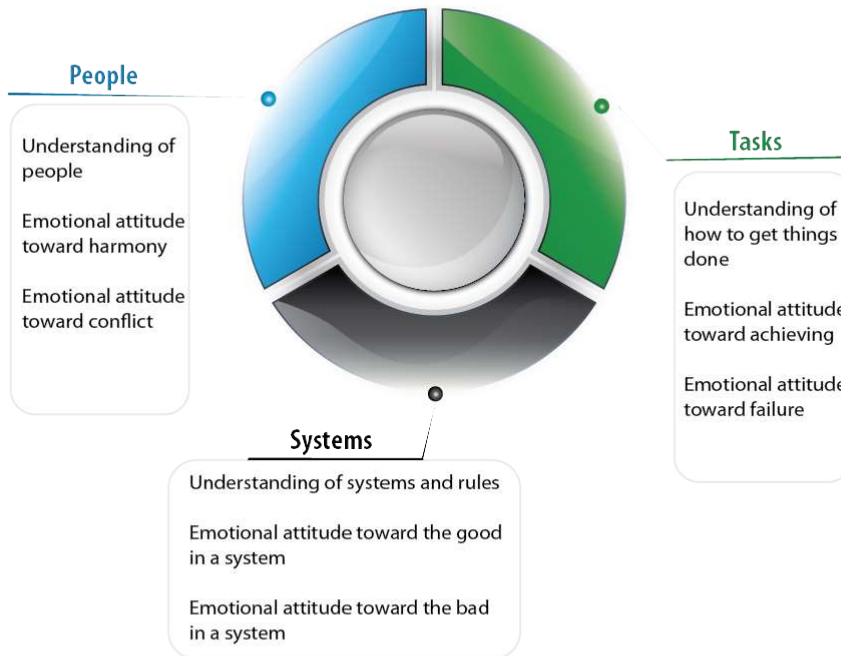 People
Understanding of
people
Emotional attitude
toward harmony
Emotional attitude
toward conflict
Tasks
Understanding of
how to get things
done
Emotional attitude
toward achieving
Emotional attitude
toward failure
Systems
Understanding of systems and rules
Emotional attitude toward the good
in a system
Emotional attitude toward the bad
in a system